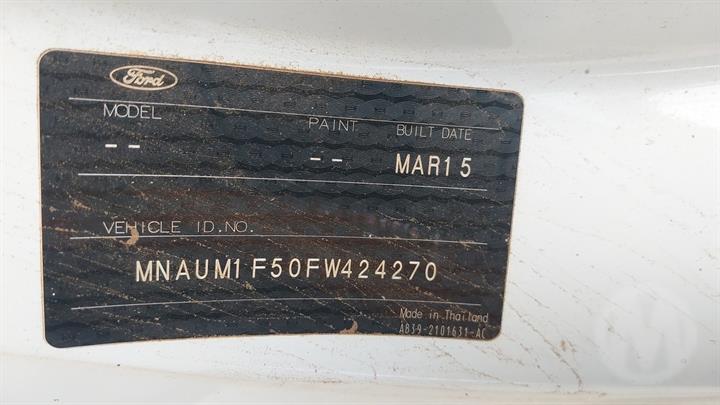 Ford
MODEL PAINT BUILT DATE
-- -- MAR15
VEHICLE ID.NO.
MNAUM1F50FW424270
Made in Thailand
AB39-2101631-AC